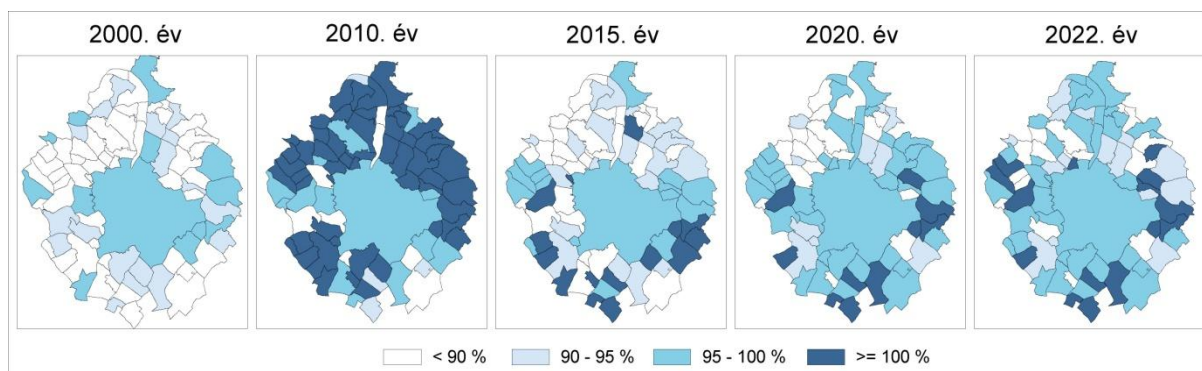 2000. év
2010. év
2015. év
2020. év
2022. év
< 90 %
90 - 95 %
95 - 100 %
>= 100 %